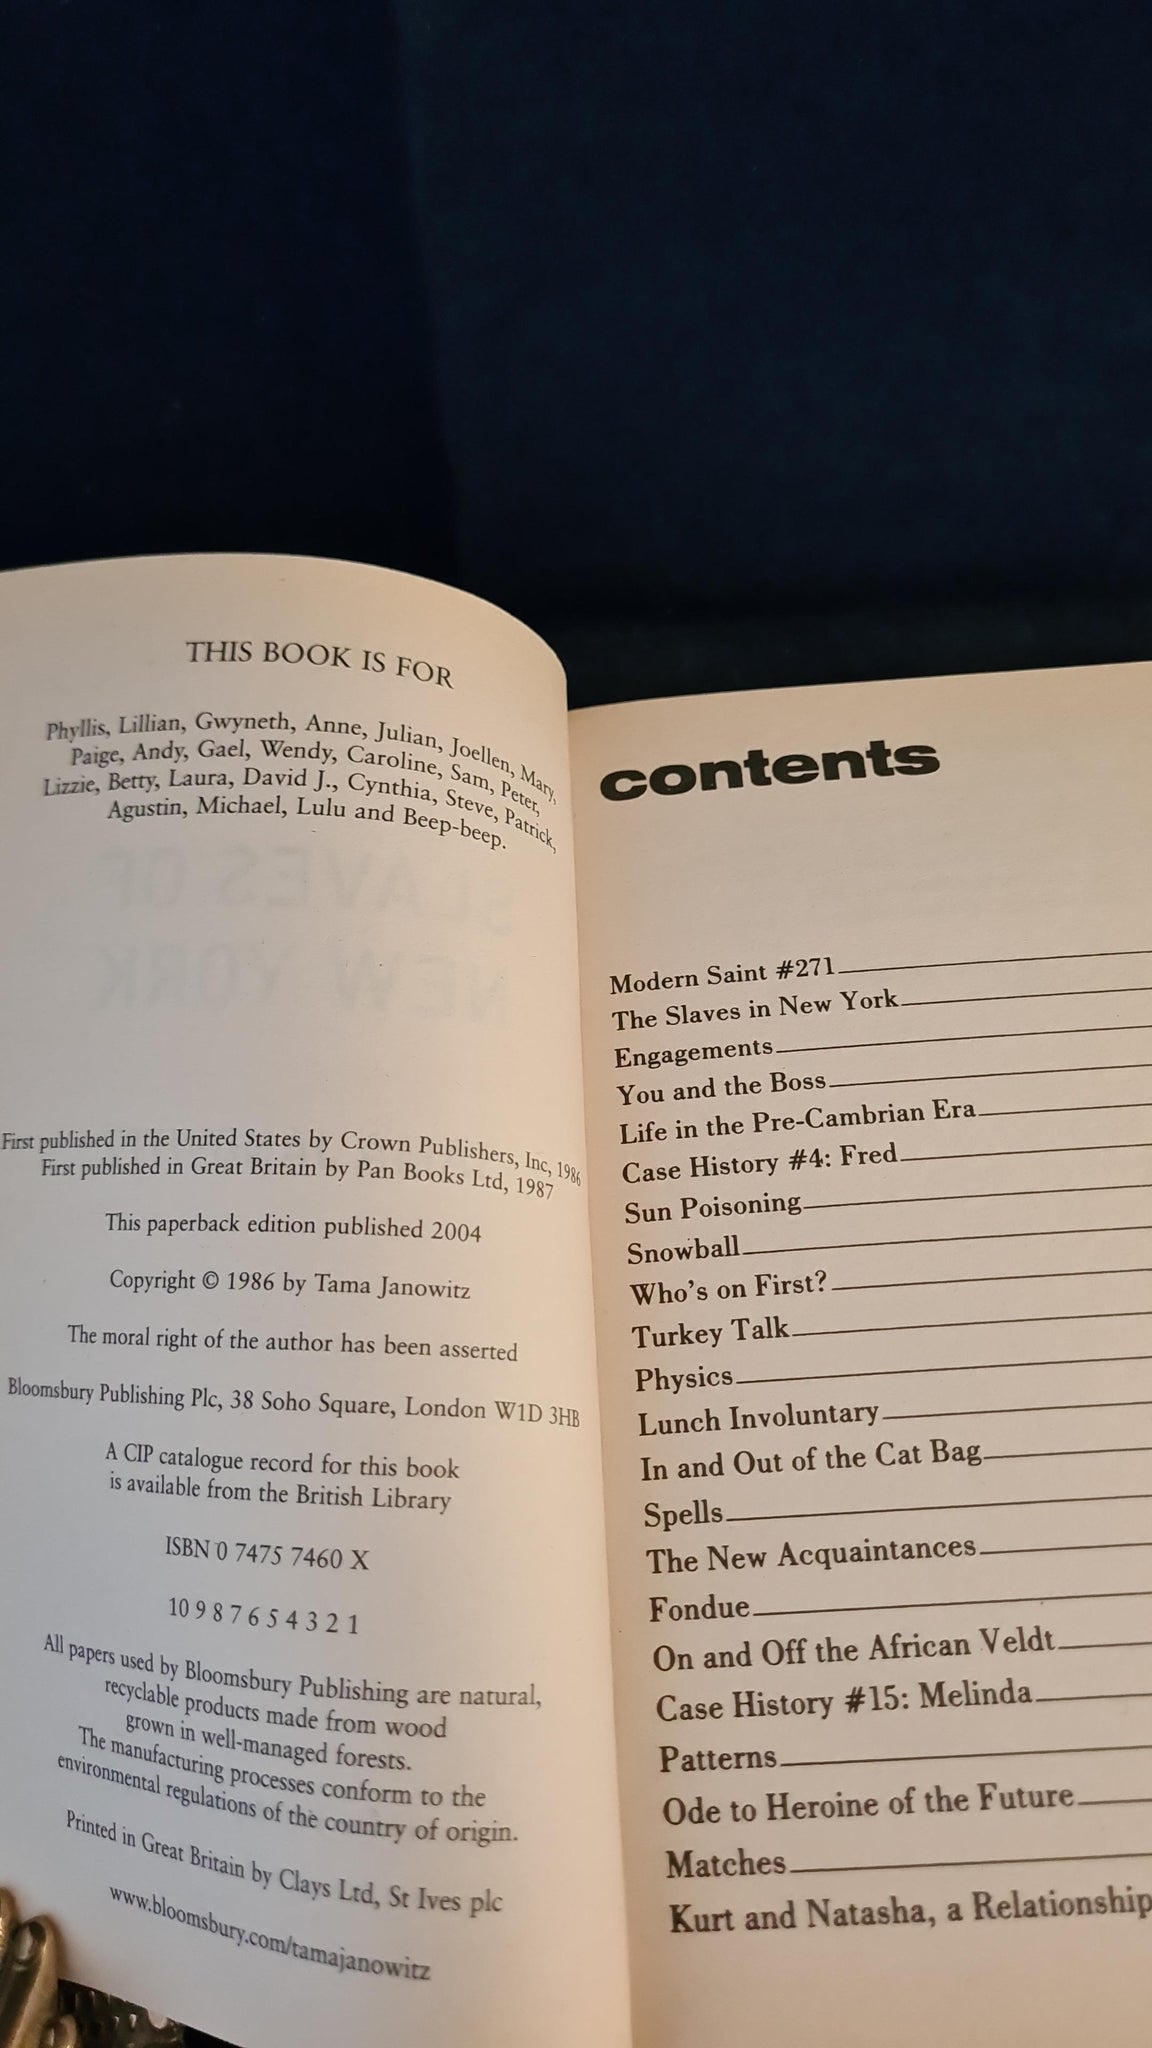 THIS BOOK IS FOR
Phyllis, Lillian, Gwyneth, Anne, Julian, Joellen, Mary,
Paige, Andy, Gael, Wendy, Caroline, Sam, Peter,
Lizzie, Betty, Laura, David J., Cynthia, Steve, Patrick,
Agustin, Michael, Lulu and Beep-beep.
SLAVES OF
NEW YORK
First published in the United States by Crown Publishers, Inc, 1986
First published in Great Britain by Pan Books Ltd, 1987
This paperback edition published 2004
Copyright © 1986 by Tama Janowitz
The moral right of the author has been asserted
Bloomsbury Publishing Plc, 38 Soho Square, London W1D 3HB
A CIP catalogue record for this book
is available from the British Library
ISBN 0 7475 7460 X
10 9 8 7 6 5 4 3 2 1
All papers used by Bloomsbury Publishing are natural,
recyclable products made from wood
grown in well-managed forests.
The manufacturing processes conform to the
environmental regulations of the country of origin.
Printed in Great Britain by Clays Ltd, St Ives plc
www.bloomsbury.com/tamajanowitz
contents
Modern Saint #271
The Slaves in New York
Engagements
You and the Boss
Life in the Pre-Cambrian Era
Case History #4: Fred
Sun Poisoning
Snowball
Who's on First?
Turkey Talk
Physics
Lunch Involuntary
In and Out of the Cat Bag
Spells
The New Acquaintances
Fondue
On and Off the African Veldt
Case History #15: Melinda
Patterns
Ode to Heroine of the Future
Matches
Kurt and Natasha, a Relationship